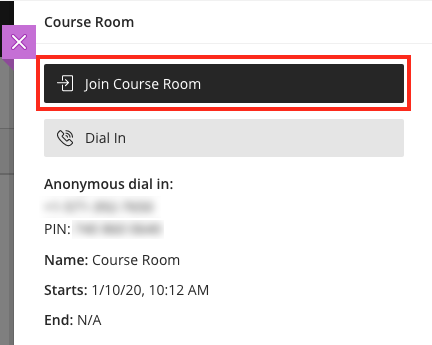 Course Room
Join Course Room
Dial In
Anonymous dial in:
PIN:
Name: Course Room
Starts: 1/10/20, 10:12 AM
End: N/A